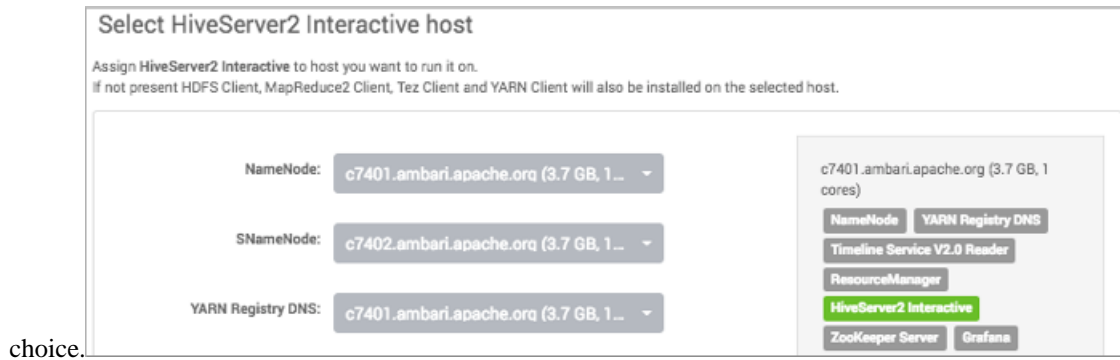 Select HiveServer2 Interactive host
Assign HiveServer2 Interactive to host you want to run it on.
If not present HDFS Client, MapReduce2 Client, Tez Client and YARN Client will also be installed on the selected host.
NameNode: c7401.ambari.apache.org (3.7 GB, 1...
SNameNode: c7402.ambari.apache.org (3.7 GB, 1...
YARN Registry DNS: c7401.ambari.apache.org (3.7 GB, 1...
c7401.ambari.apache.org (3.7 GB, 1
cores)
NameNode YARN Registry DNS
Timeline Service V2.0 Reader
ResourceManager
HiveServer2 Interactive
ZooKeeper Server Grafana
choice.